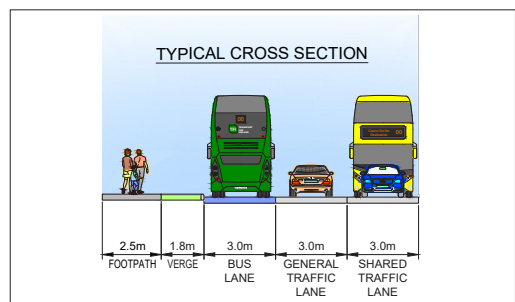 TYPICAL CROSS SECTION
2.5m
1.8m
3.0m
3.0m
3.0m
FOOTPATH
VERGE
BUS
LANE
GENERAL
TRAFFIC
LANE
SHARED
TRAFFIC
LANE